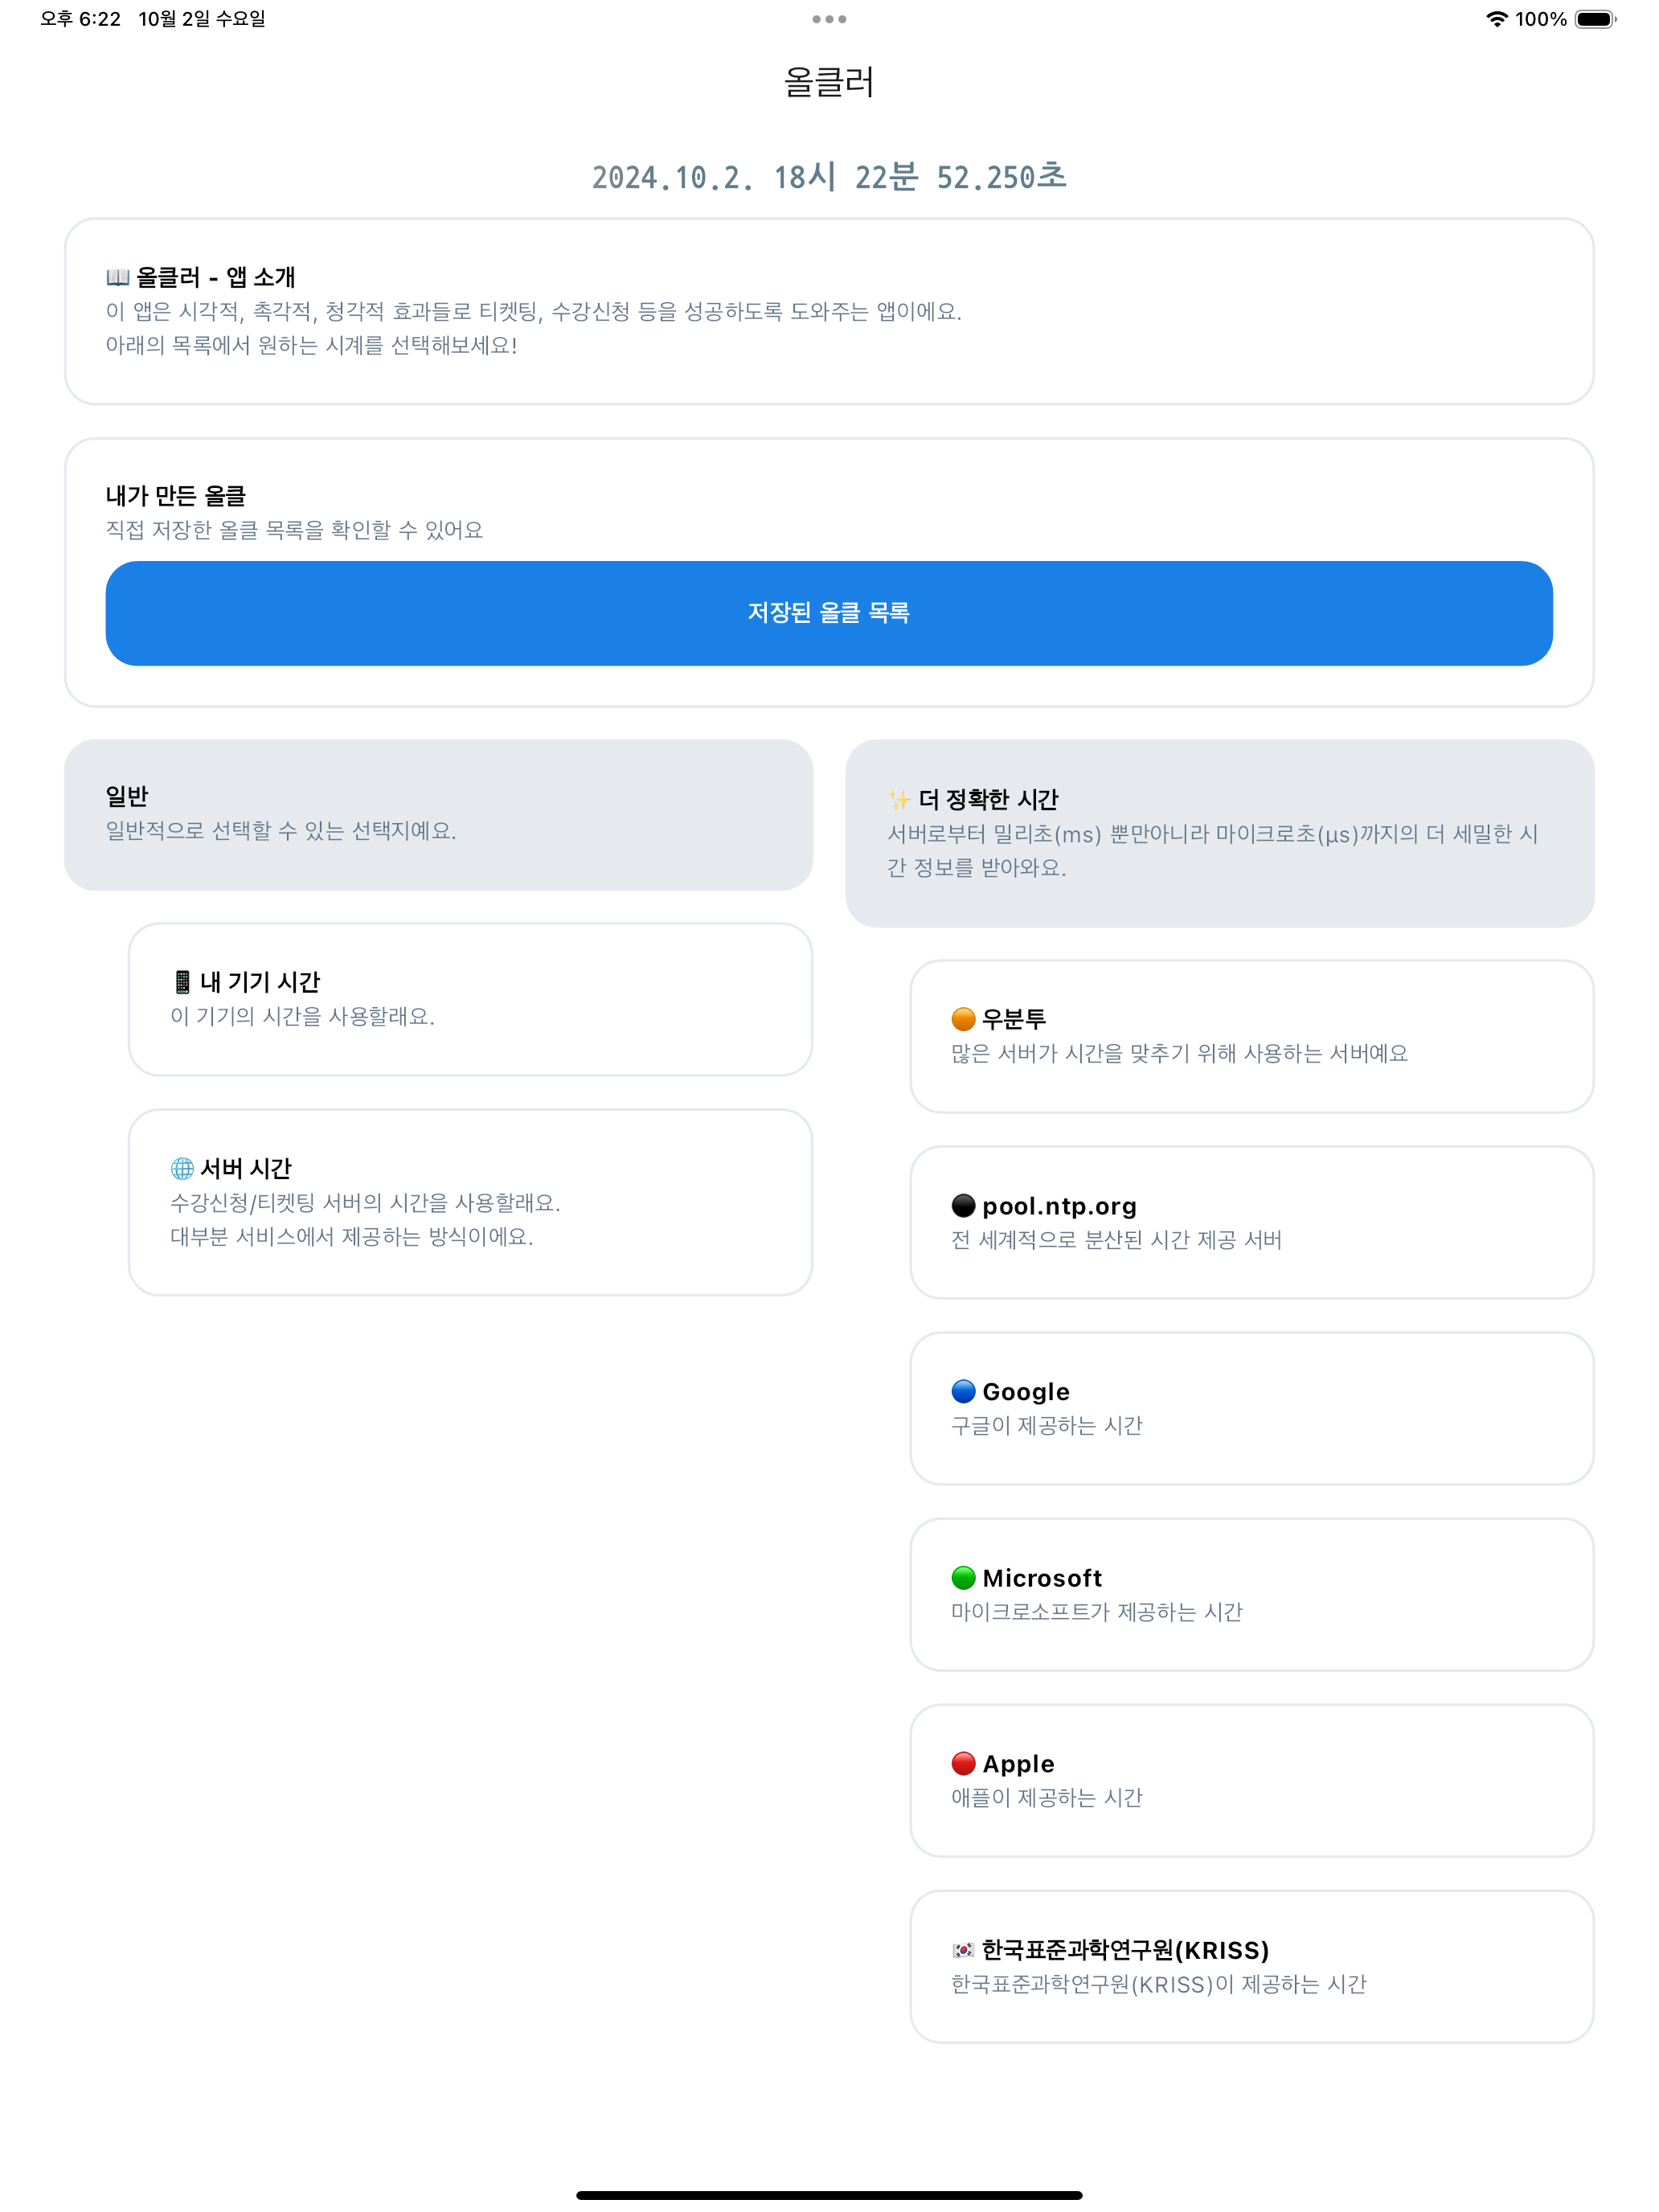 오후 6:22 10월 2일 수요일
100%
올클러
2024.10.2. 18시 22분 52.250초
📖 올클러 - 앱 소개
이 앱은 시각적, 촉각적, 청각적 효과들로 티켓팅, 수강신청 등을 성공하도록 도와주는 앱이에요.
아래의 목록에서 원하는 시계를 선택해보세요!
내가 만든 올클
직접 저장한 올클 목록을 확인할 수 있어요
저장된 올클 목록
일반
일반적으로 선택할 수 있는 선택지예요.
📱 내 기기 시간
이 기기의 시간을 사용할래요.
🌐 서버 시간
수강신청/티켓팅 서버의 시간을 사용할래요.
대부분 서비스에서 제공하는 방식이에요.
✨ 더 정확한 시간
서버로부터 밀리초(ms) 뿐만아니라 마이크로초(μs)까지의 더 세밀한 시
간 정보를 받아와요.
🟠 우분투
많은 서버가 시간을 맞추기 위해 사용하는 서버예요
⚫ pool.ntp.org
전 세계적으로 분산된 시간 제공 서버
🔵 Google
구글이 제공하는 시간
🟢 Microsoft
마이크로소프트가 제공하는 시간
🔴 Apple
애플이 제공하는 시간
🇰🇷 한국표준과학연구원(KRISS)
한국표준과학연구원(KRISS)이 제공하는 시간